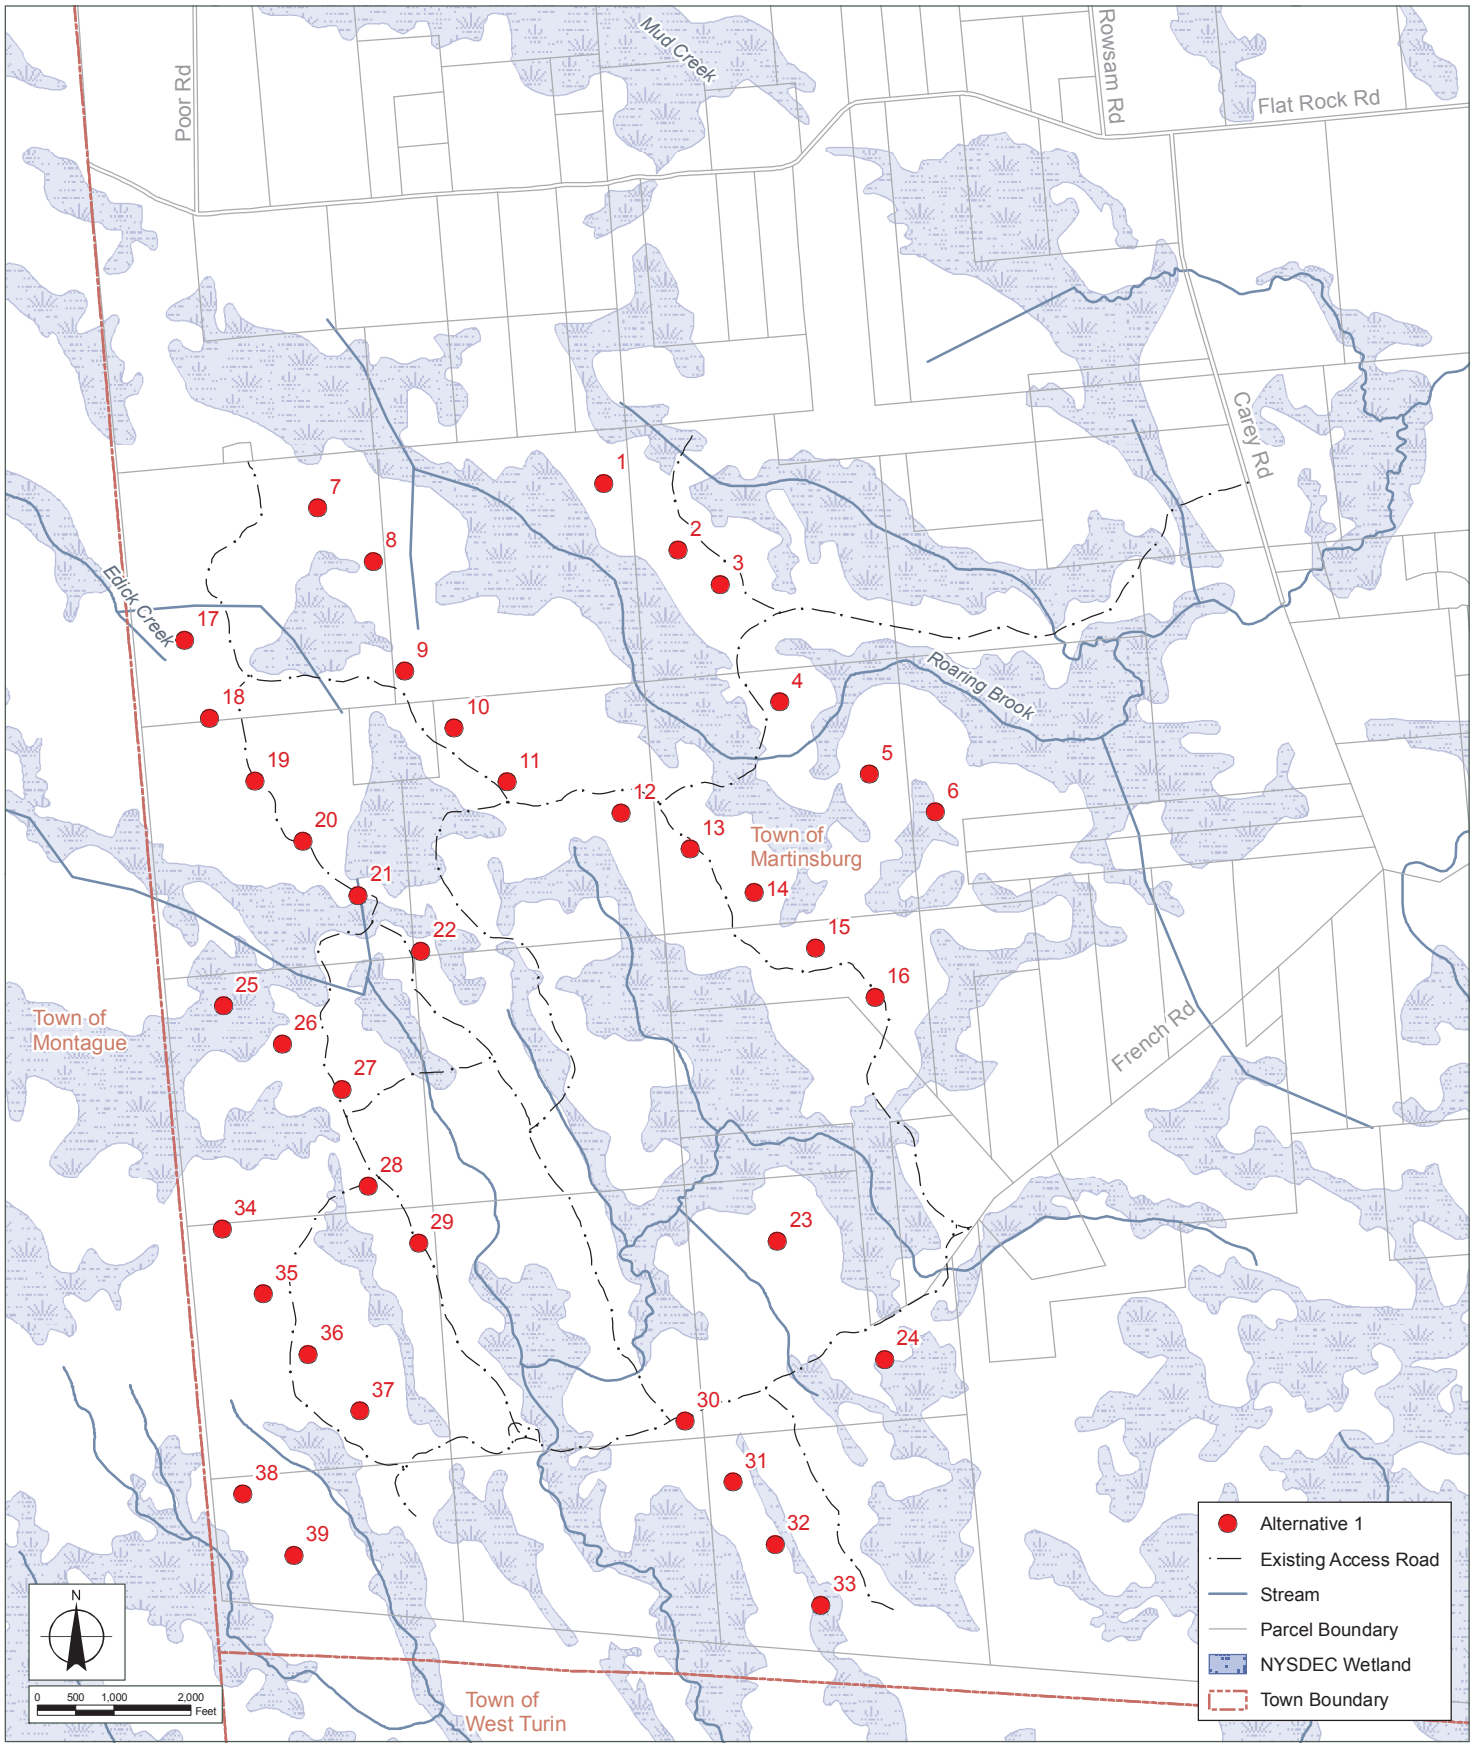 Mud Creek
Rowsam Rd
Poor Rd
Flat Rock Rd
Carey Rd
1
7
2
8
3
Edick Creek
17
9
Roaring Brook
4
18
10
19
11
5
12
6
20
13
Town of
Martinsburg
21
14
22
15
25
16
Town of
Montague
26
French Rd
27
28
34
23
29
35
36
24
37
30
31
38
32
39
33
N
0 500 1,000 2,000
Feet
Town of
West Turin
Alternative 1
Existing Access Road
Stream
Parcel Boundary
NYSDEC Wetland
Town Boundary